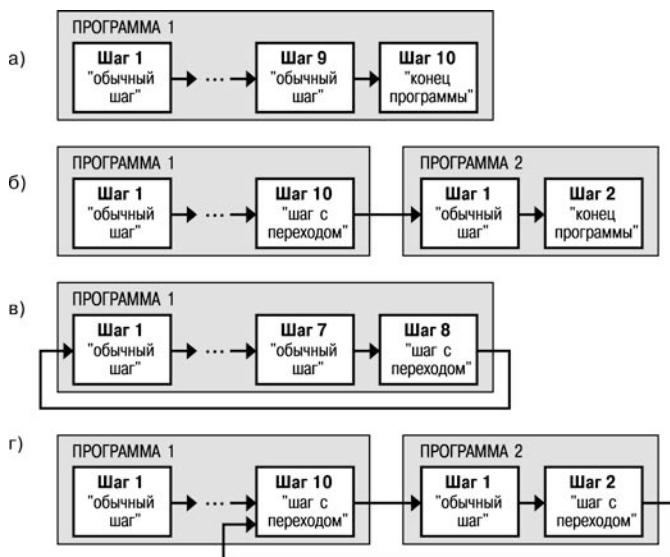 а)
ПРОГРАММА 1
Шаг 1
"обычный
шаг"
...
Шаг 9
"обычный
шаг"
Шаг 10
"конец
программы"
б)
ПРОГРАММА 1
Шаг 1
"обычный
шаг"
...
Шаг 10
"шаг с
переходом"
ПРОГРАММА 2
Шаг 1
"обычный
шаг"
Шаг 2
"конец
программы"
в)
ПРОГРАММА 1
Шаг 1
"обычный
шаг"
...
Шаг 7
"обычный
шаг"
Шаг 8
"шаг с
переходом"
г)
ПРОГРАММА 1
Шаг 1
"обычный
шаг"
...
Шаг 10
"шаг с
переходом"
ПРОГРАММА 2
Шаг 1
"обычный
шаг"
Шаг 2
"шаг с
переходом"